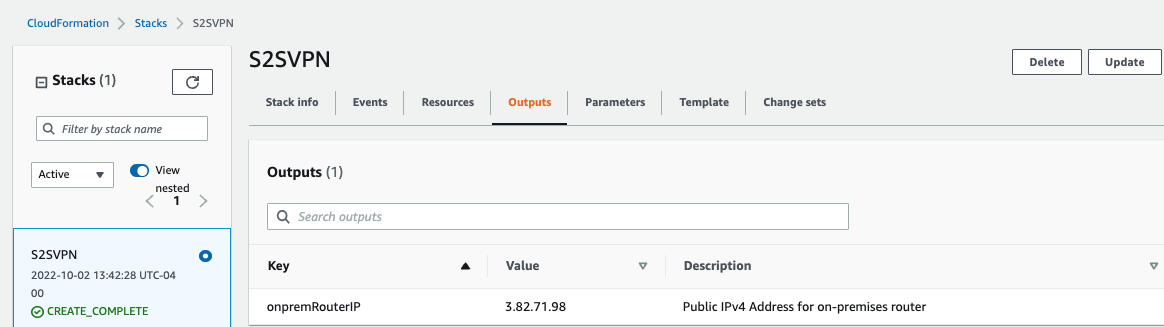 CloudFormation > Stacks > S2SVPN
Stacks (1)
Filter by stack name
Active
View
nested
1
S2SVPN
2022-10-02 13:42:28 UTC-04
00
CREATE_COMPLETE
S2SVPN
Delete
Update
Stack info Events Resources Outputs Parameters Template Change sets
Outputs (1)
Search outputs
Key Value Description
onpremRouterIP 3.82.71.98 Public IPv4 Address for on-premises router